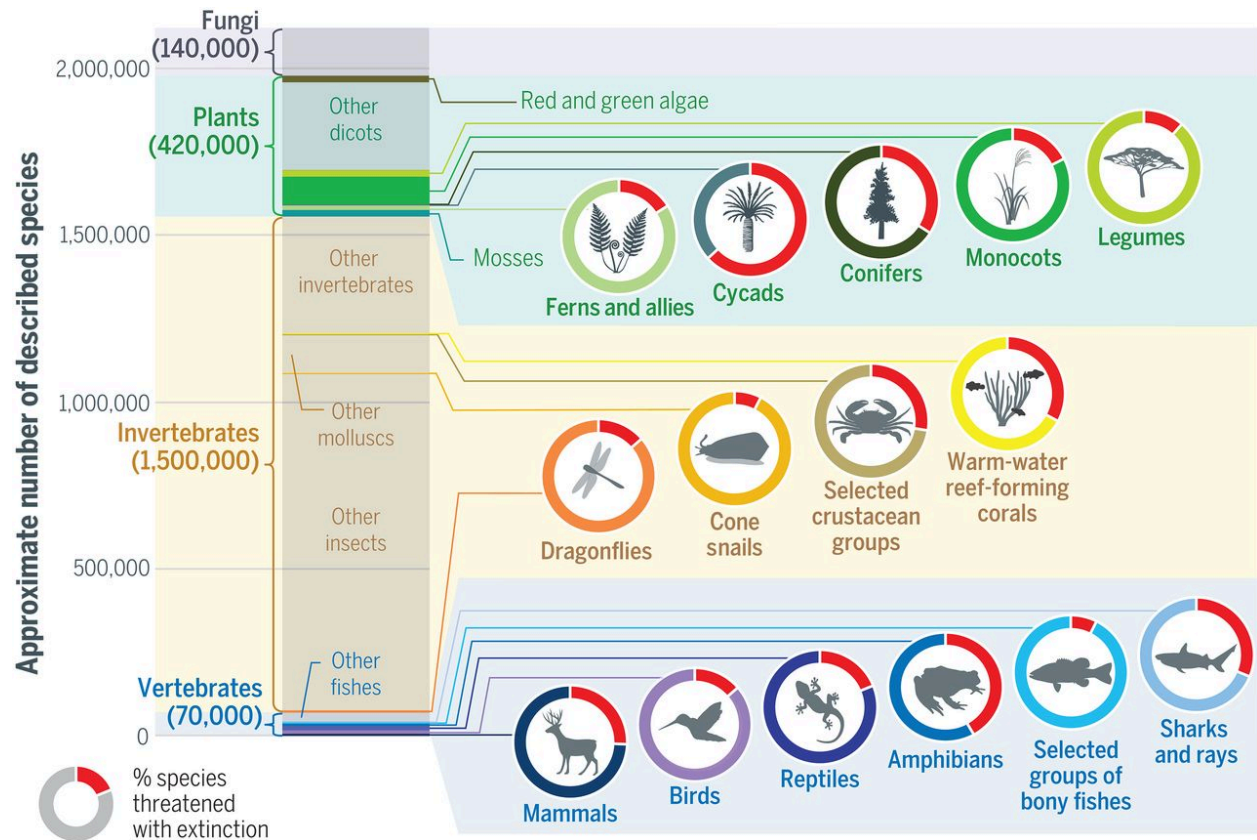 Approximate number of described species
2,000,000
1,500,000
1,000,000
500,000
0
Fungi
(140,000)
Plants
(420,000)
Invertebrates
(1,500,000)
Vertebrates
(70,000)
Other
dicots
Red and green algae
Mosses
Ferns and allies
Cycads
Conifers
Monocots
Legumes
Other
invertebrates
Other
molluscs
Other
insects
Dragonflies
Cone
snails
Selected
crustacean
groups
Warm-water
reef-forming
corals
Other
fishes
Mammals
Birds
Reptiles
Amphibians
Selected
groups of
bony fishes
Sharks
and rays
% species
threatened
with extinction